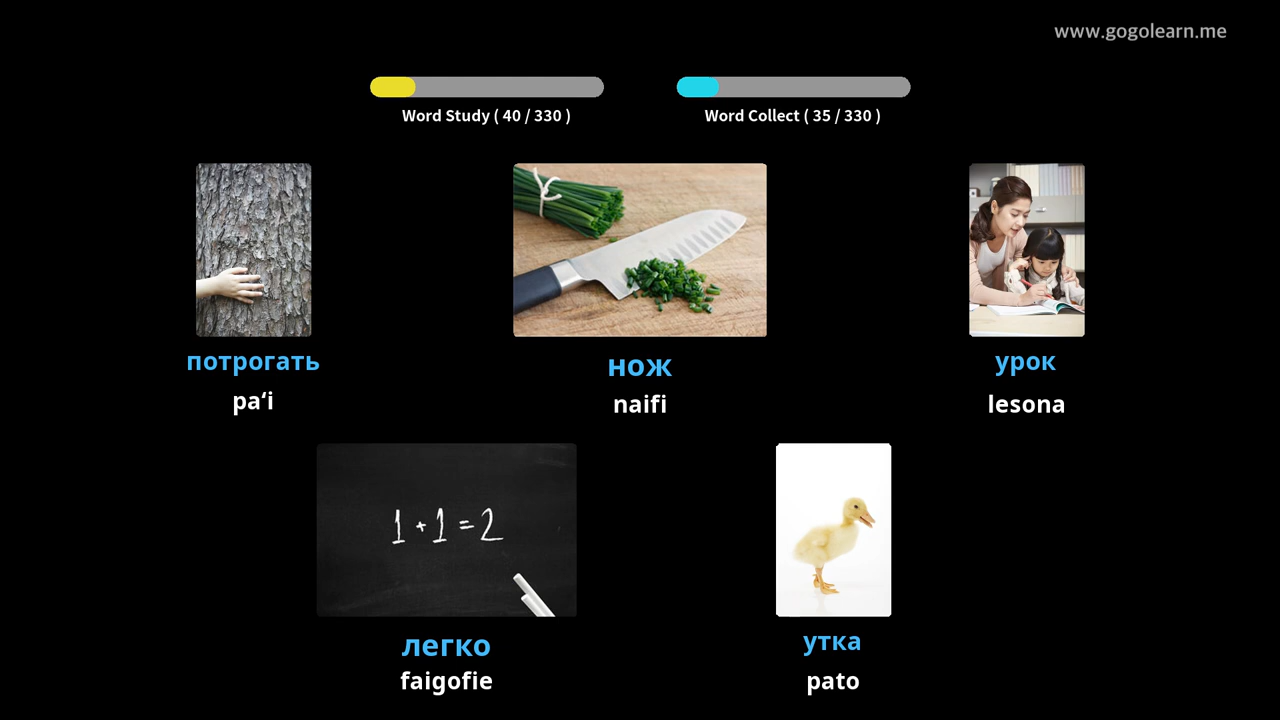 www.gogolearn.me
Word Study ( 40 / 330 )
Word Collect ( 35 / 330 )
потрогать
pa‘i
нож
naifi
урок
lesona
1 + 1 = 2
легко
faigofie
утка
pato